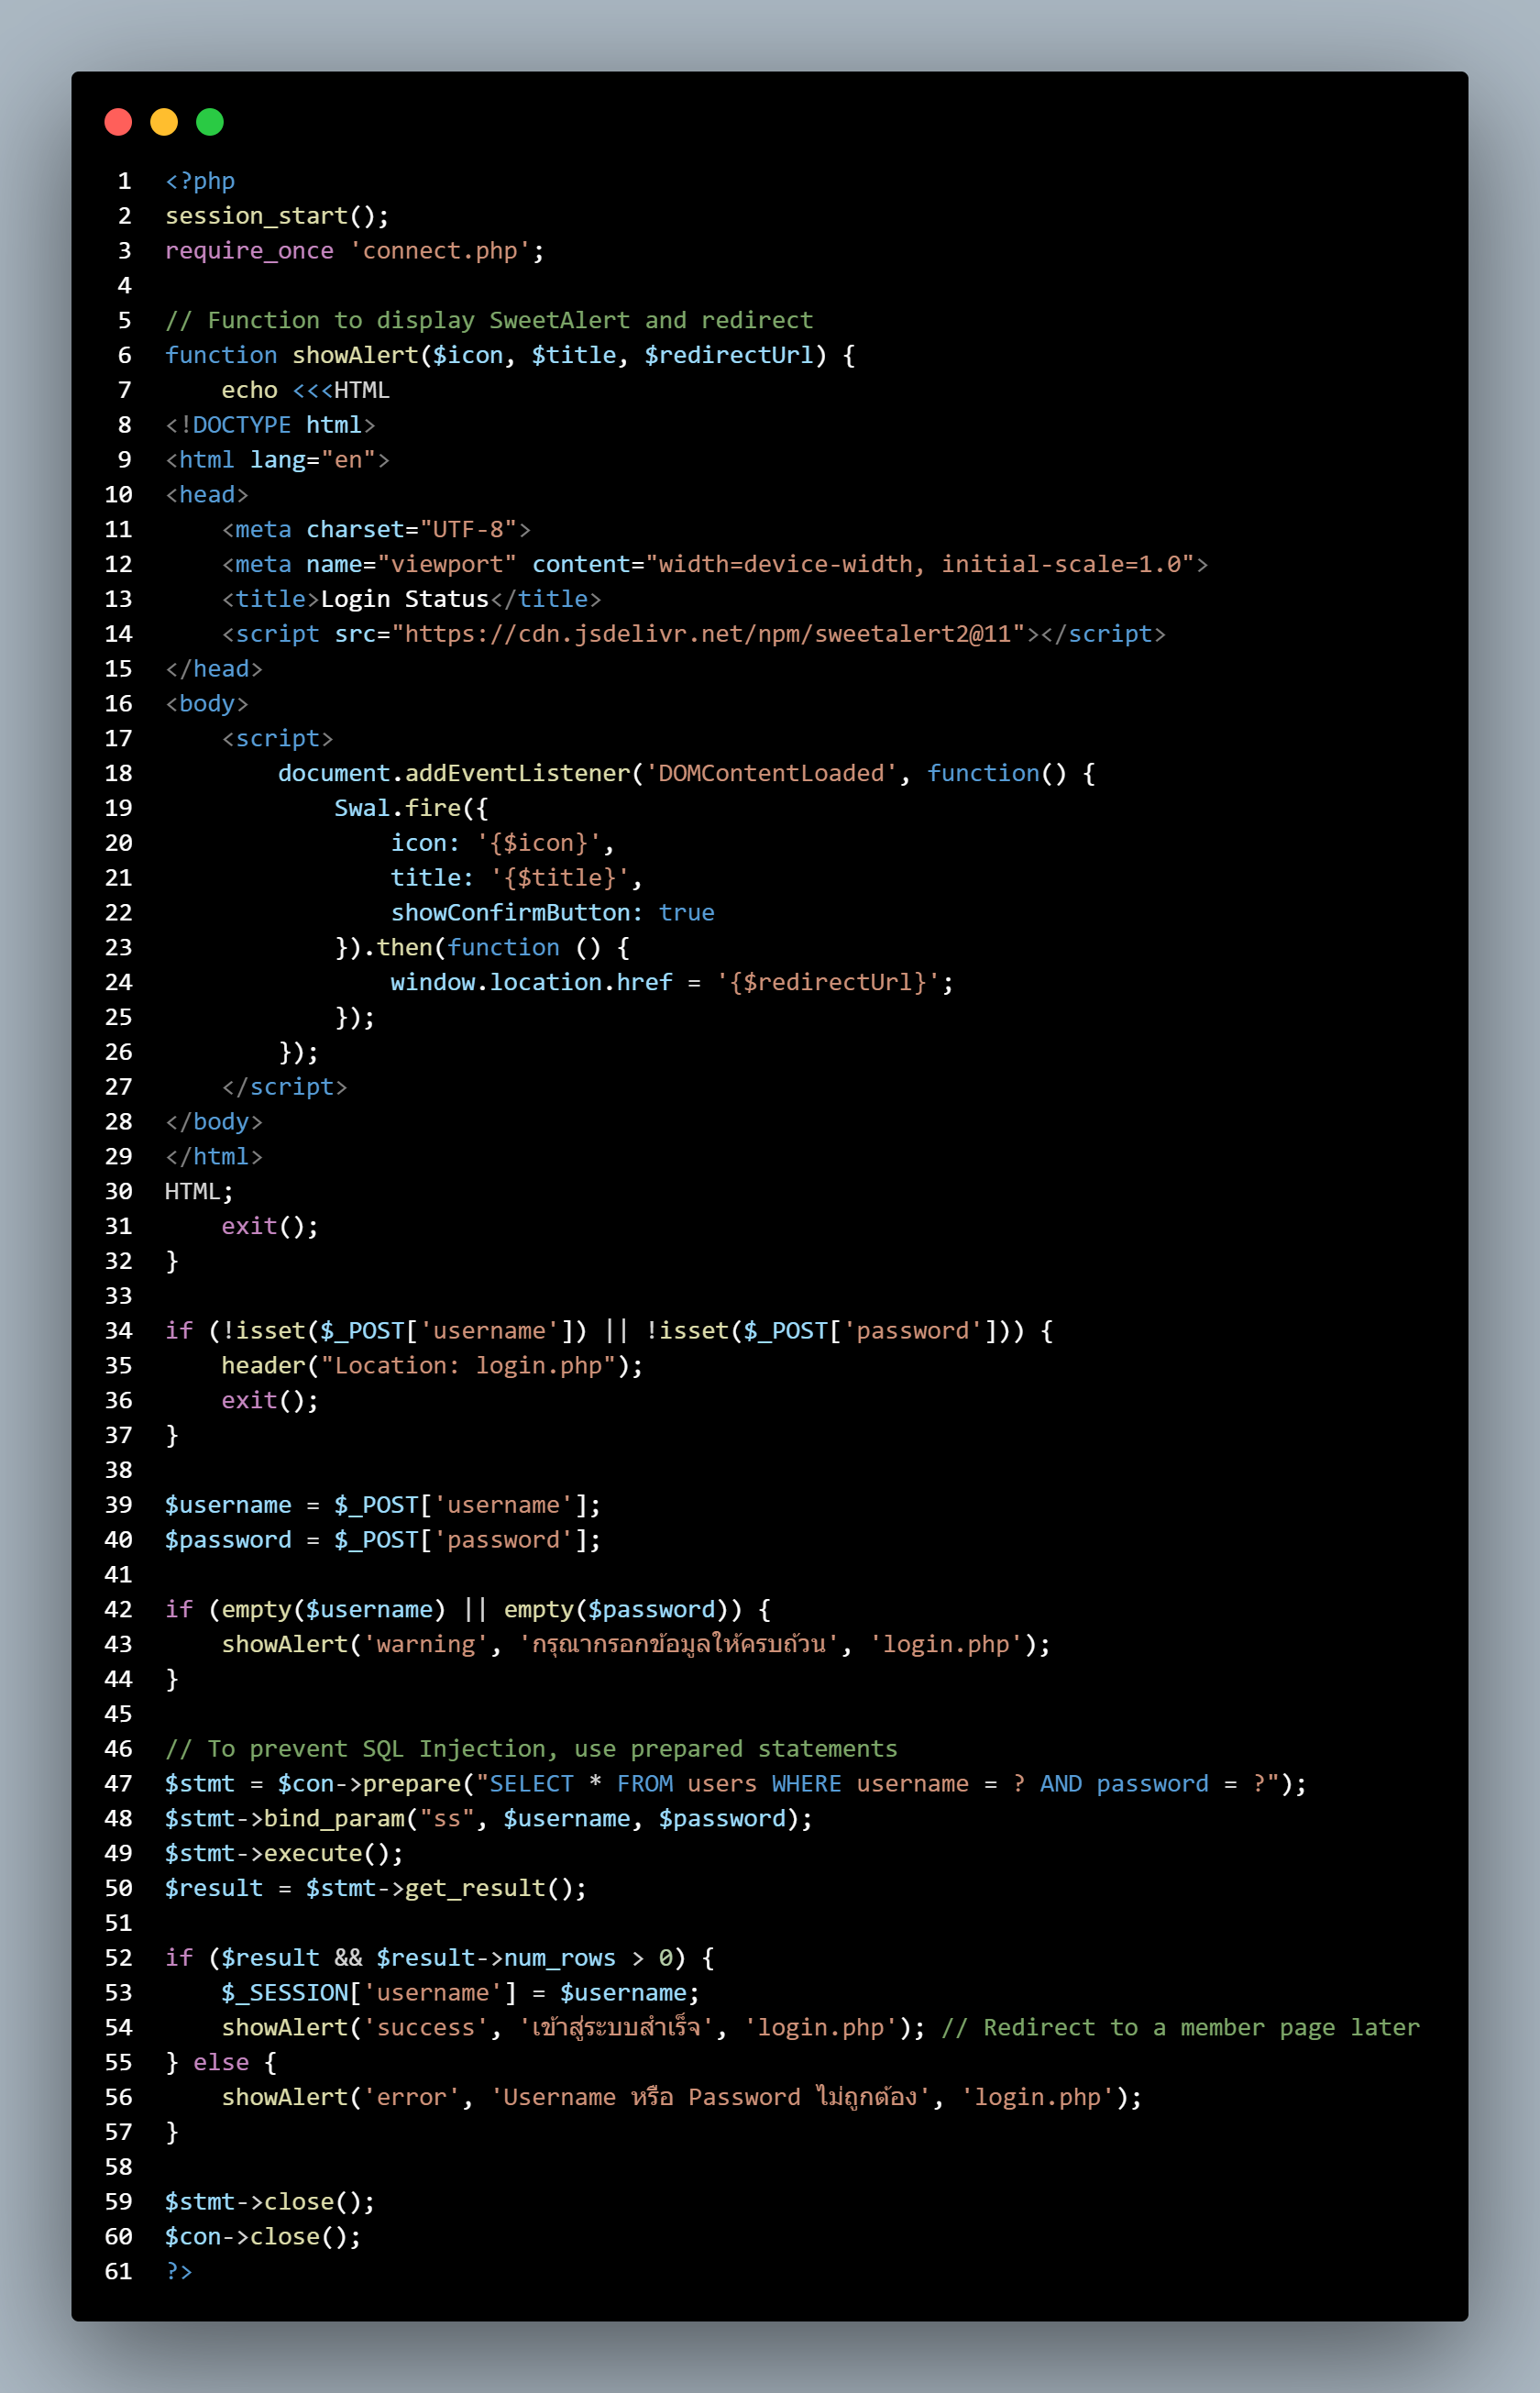 1 <?php
2 session_start();
3 require_once 'connect.php';
4
5 // Function to display SweetAlert and redirect
6 function showAlert($icon, $title, $redirectUrl) {
7     echo <<<HTML
8 <!DOCTYPE html>
9 <html lang="en">
10 <head>
11     <meta charset="UTF-8">
12     <meta name="viewport" content="width=device-width, initial-scale=1.0">
13     <title>Login Status</title>
14     <script src="https://cdn.jsdelivr.net/npm/sweetalert2@11"></script>
15 </head>
16 <body>
17     <script>
18         document.addEventListener('DOMContentLoaded', function() {
19             Swal.fire({
20                 icon: '{$icon}',
21                 title: '{$title}',
22                 showConfirmButton: true
23             }).then(function () {
24                 window.location.href = '{$redirectUrl}';
25             });
26         });
27     </script>
28 </body>
29 </html>
30 HTML;
31     exit();
32 }
33
34 if (!isset($_POST['username']) || !isset($_POST['password'])) {
35     header("Location: login.php");
36     exit();
37 }
38
39 $username = $_POST['username'];
40 $password = $_POST['password'];
41
42 if (empty($username) || empty($password)) {
43     showAlert('warning', 'กรุณากรอกข้อมูลให้ครบถ้วน', 'login.php');
44 }
45
46 // To prevent SQL Injection, use prepared statements
47 $stmt = $con->prepare("SELECT * FROM users WHERE username = ? AND password = ?");
48 $stmt->bind_param("ss", $username, $password);
49 $stmt->execute();
50 $result = $stmt->get_result();
51
52 if ($result && $result->num_rows > 0) {
53     $_SESSION['username'] = $username;
54     showAlert('success', 'เข้าสู่ระบบสำเร็จ', 'login.php'); // Redirect to a member page later
55 } else {
56     showAlert('error', 'Username หรือ Password ไม่ถูกต้อง', 'login.php');
57 }
58
59 $stmt->close();
60 $con->close();
61 ?>